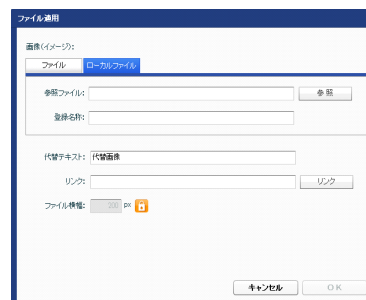 ファイル適用
画像(イメージ):
ファイル ローカルファイル
参照ファイル: 参照
登録名称:
代替テキスト: 代替画像
リンク: リンク
ファイル横幅: 200 px
キャンセル OK